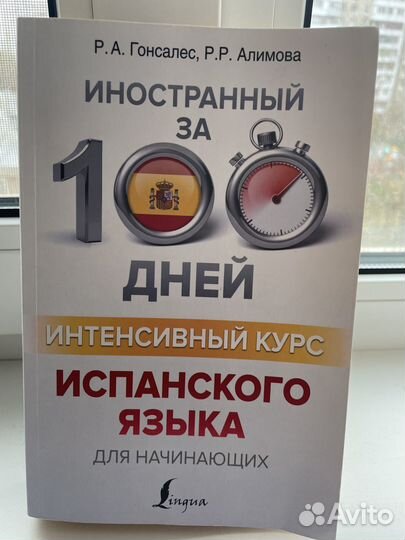 Р. А. Гонсалес, Р.Р. Алимова
ИНОСТРАННЫЙ
ЗА
100
ДНЕЙ
ИНТЕНСИВНЫЙ КУРС
ИСПАНСКОГО
ЯЗЫКА
ДЛЯ НАЧИНАЮЩИХ
Lingua
Avito